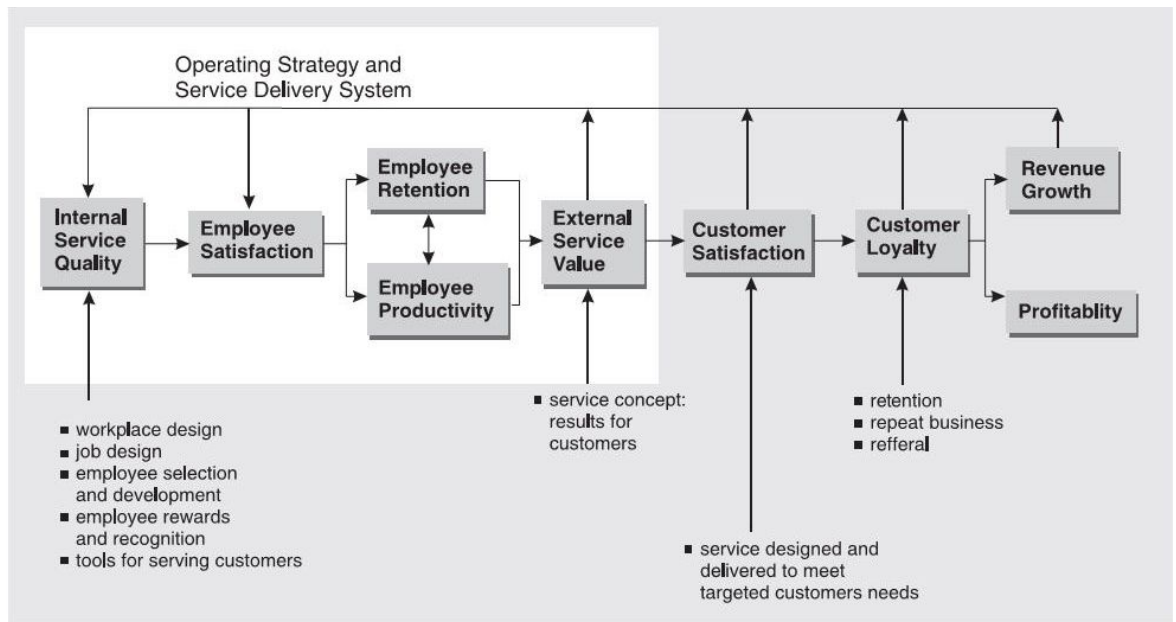 Operating Strategy and
Service Delivery System
Internal
Service
Quality
Employee
Satisfaction
Employee
Retention
Employee
Productivity
External
Service
Value
Customer
Satisfaction
Customer
Loyalty
Revenue
Growth
Profitablity
▪ workplace design
▪ job design
▪ employee selection
and development
▪ employee rewards
and recognition
▪ tools for serving customers
▪ service concept:
results for
customers
▪ service designed and
delivered to meet
targeted customers needs
▪ retention
▪ repeat business
▪ refferal